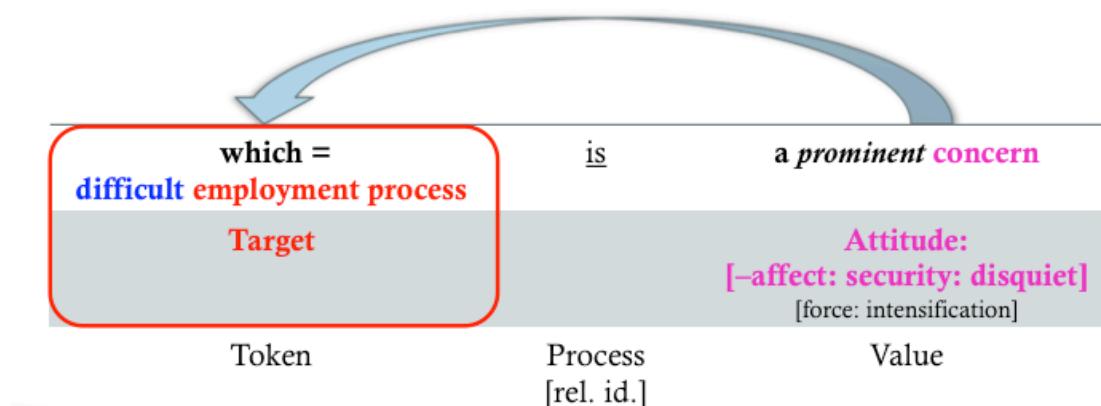 which = is a prominent concern
difficult employment process
Target Attitude:
[–affect: security: disquiet]
[force: intensification]
Token Process Value
[rel. id.]